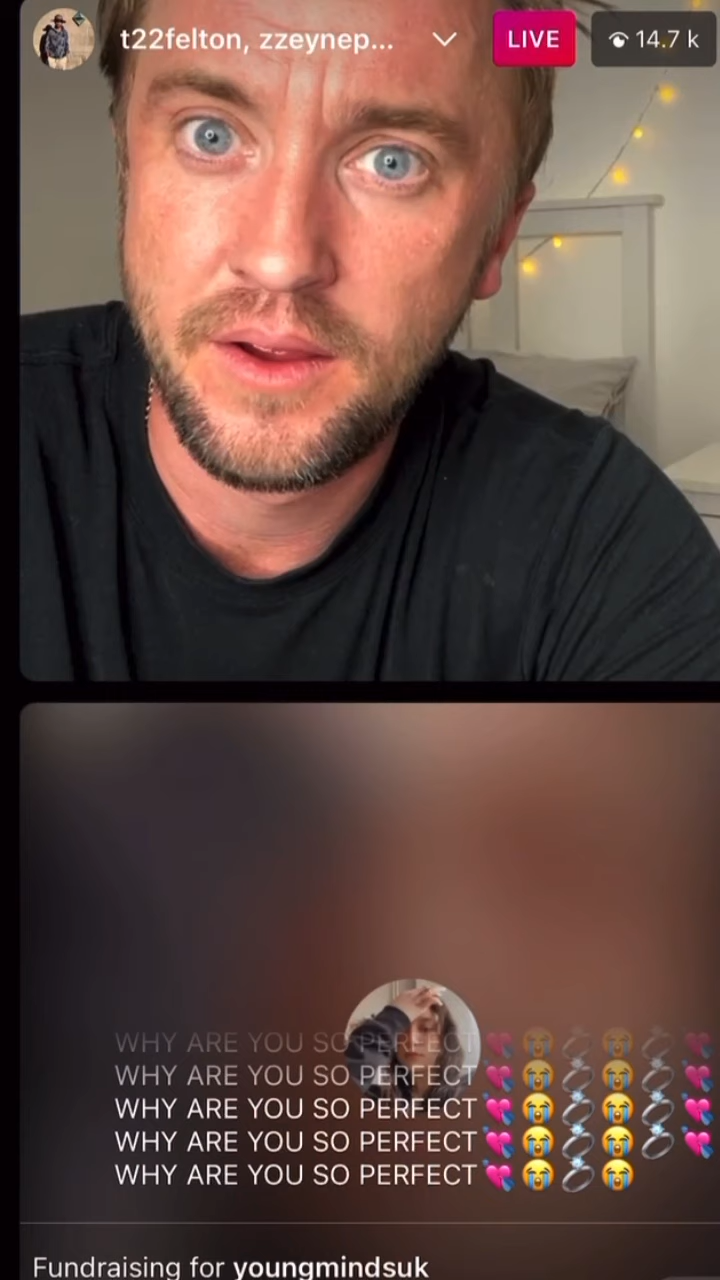 t22felton, zzeynep...
LIVE
14.7 k
WHY ARE YOU SO PERFECT💘😭💍😭💍💘
WHY ARE YOU SO PERFECT💘😭💍😭💍💘
WHY ARE YOU SO PERFECT💘😭💍😭💍💘
WHY ARE YOU SO PERFECT💘😭💍😭💍💘
WHY ARE YOU SO PERFECT💘😭💍😭
Fundraising for youngmindsuk